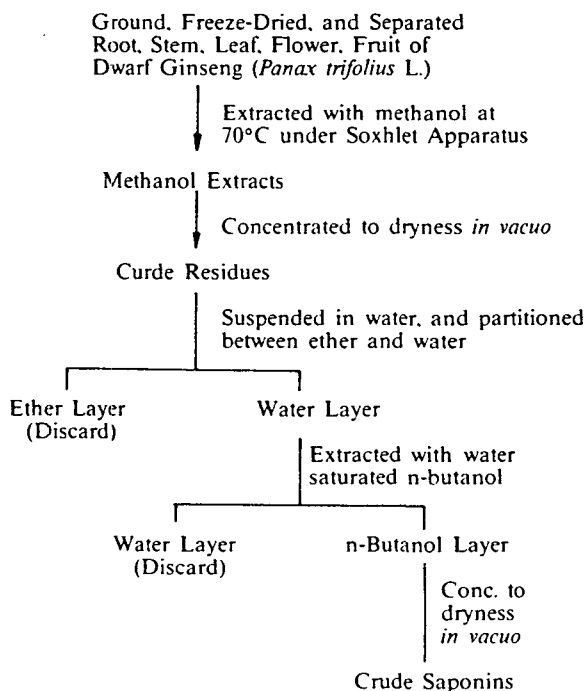 Ground, Freeze-Dried, and Separated
Root, Stem, Leaf, Flower, Fruit of
Dwarf Ginseng (Panax trifolius L.)
Extracted with methanol at
70°C under Soxhlet Apparatus
Methanol Extracts
Concentrated to dryness in vacuo
Curde Residues
Suspended in water, and partitioned
between ether and water
Ether Layer
(Discard)
Water Layer
Extracted with water
saturated n-butanol
Water Layer
(Discard)
n-Butanol Layer
Conc. to
dryness
in vacuo
Crude Saponins